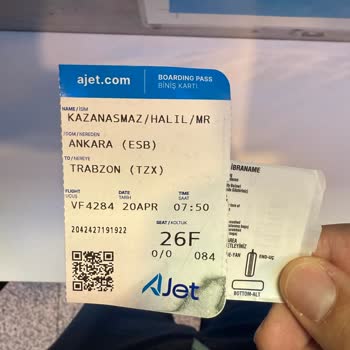 ajet.com
BOARDING PASS
BİNİŞ KARTI
NAME/İSİM
KAZANASMAZ/HALIL/MR
FROM/NEREDEN
ANKARA (ESB)
TO/NEREYE
TRABZON (TZX)
FLIGHT DATE TIME
UÇUŞ TARİH SAAT
VF4284 20APR 07:50
SEAT/KOLTUK
2042427191922
26F
0/0 084
AJet
END-UÇ
BOTTOM-ALT